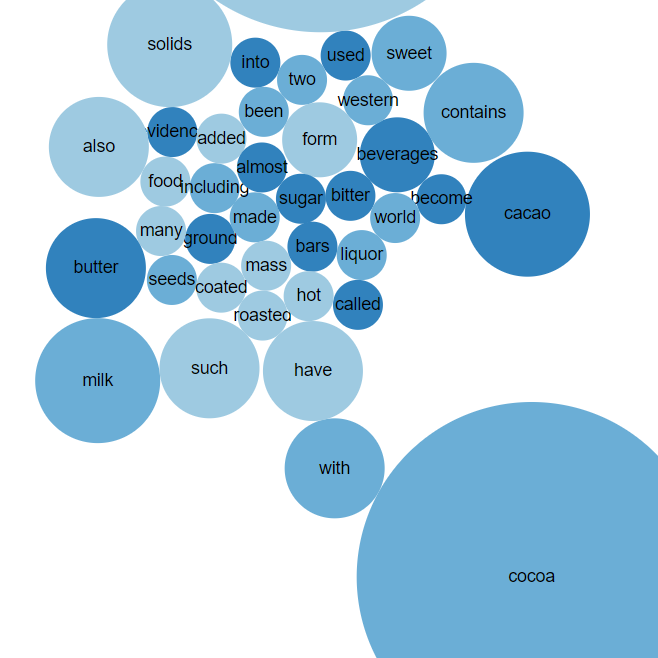 solids
into
used
sweet
two
been
western
contains
also
videnc
added
form
beverages
almost
food
including
sugar
bitter
become
made
world
cacao
many
ground
bars
liquor
butter
mass
seeds
coated
hot
called
roasted
milk
such
have
with
cocoa